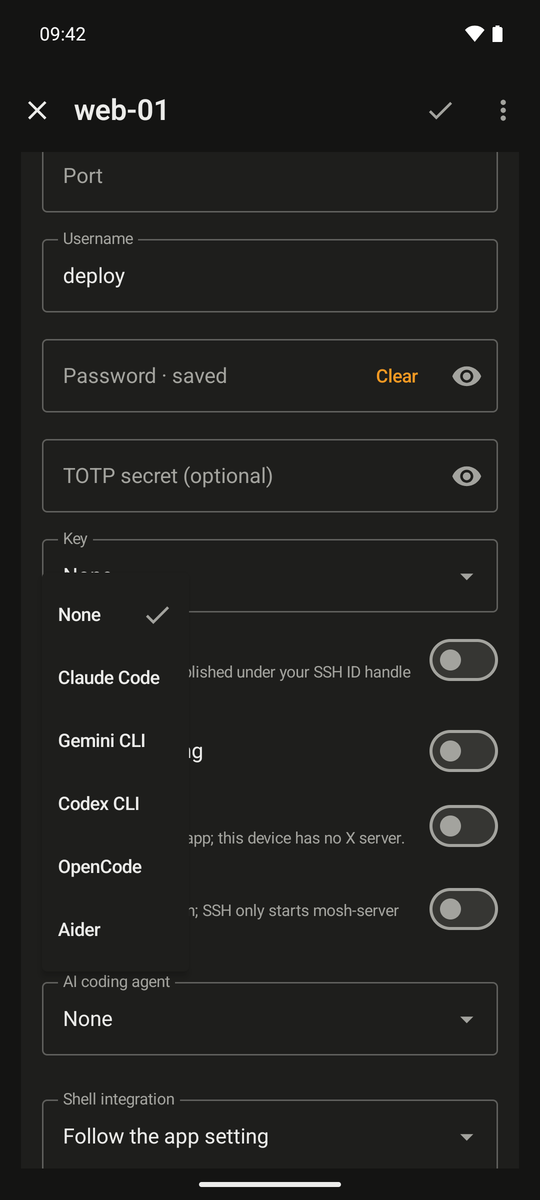 09:42
web-01
Port
Username
deploy
Password · saved
Clear
TOTP secret (optional)
Key
None
None
under your SSH ID handle
Claude Code
Gemini CLI
Codex CLI
app; this device has no X server.
OpenCode
; SSH only starts mosh-server
Aider
AI coding agent
None
Shell integration
Follow the app setting